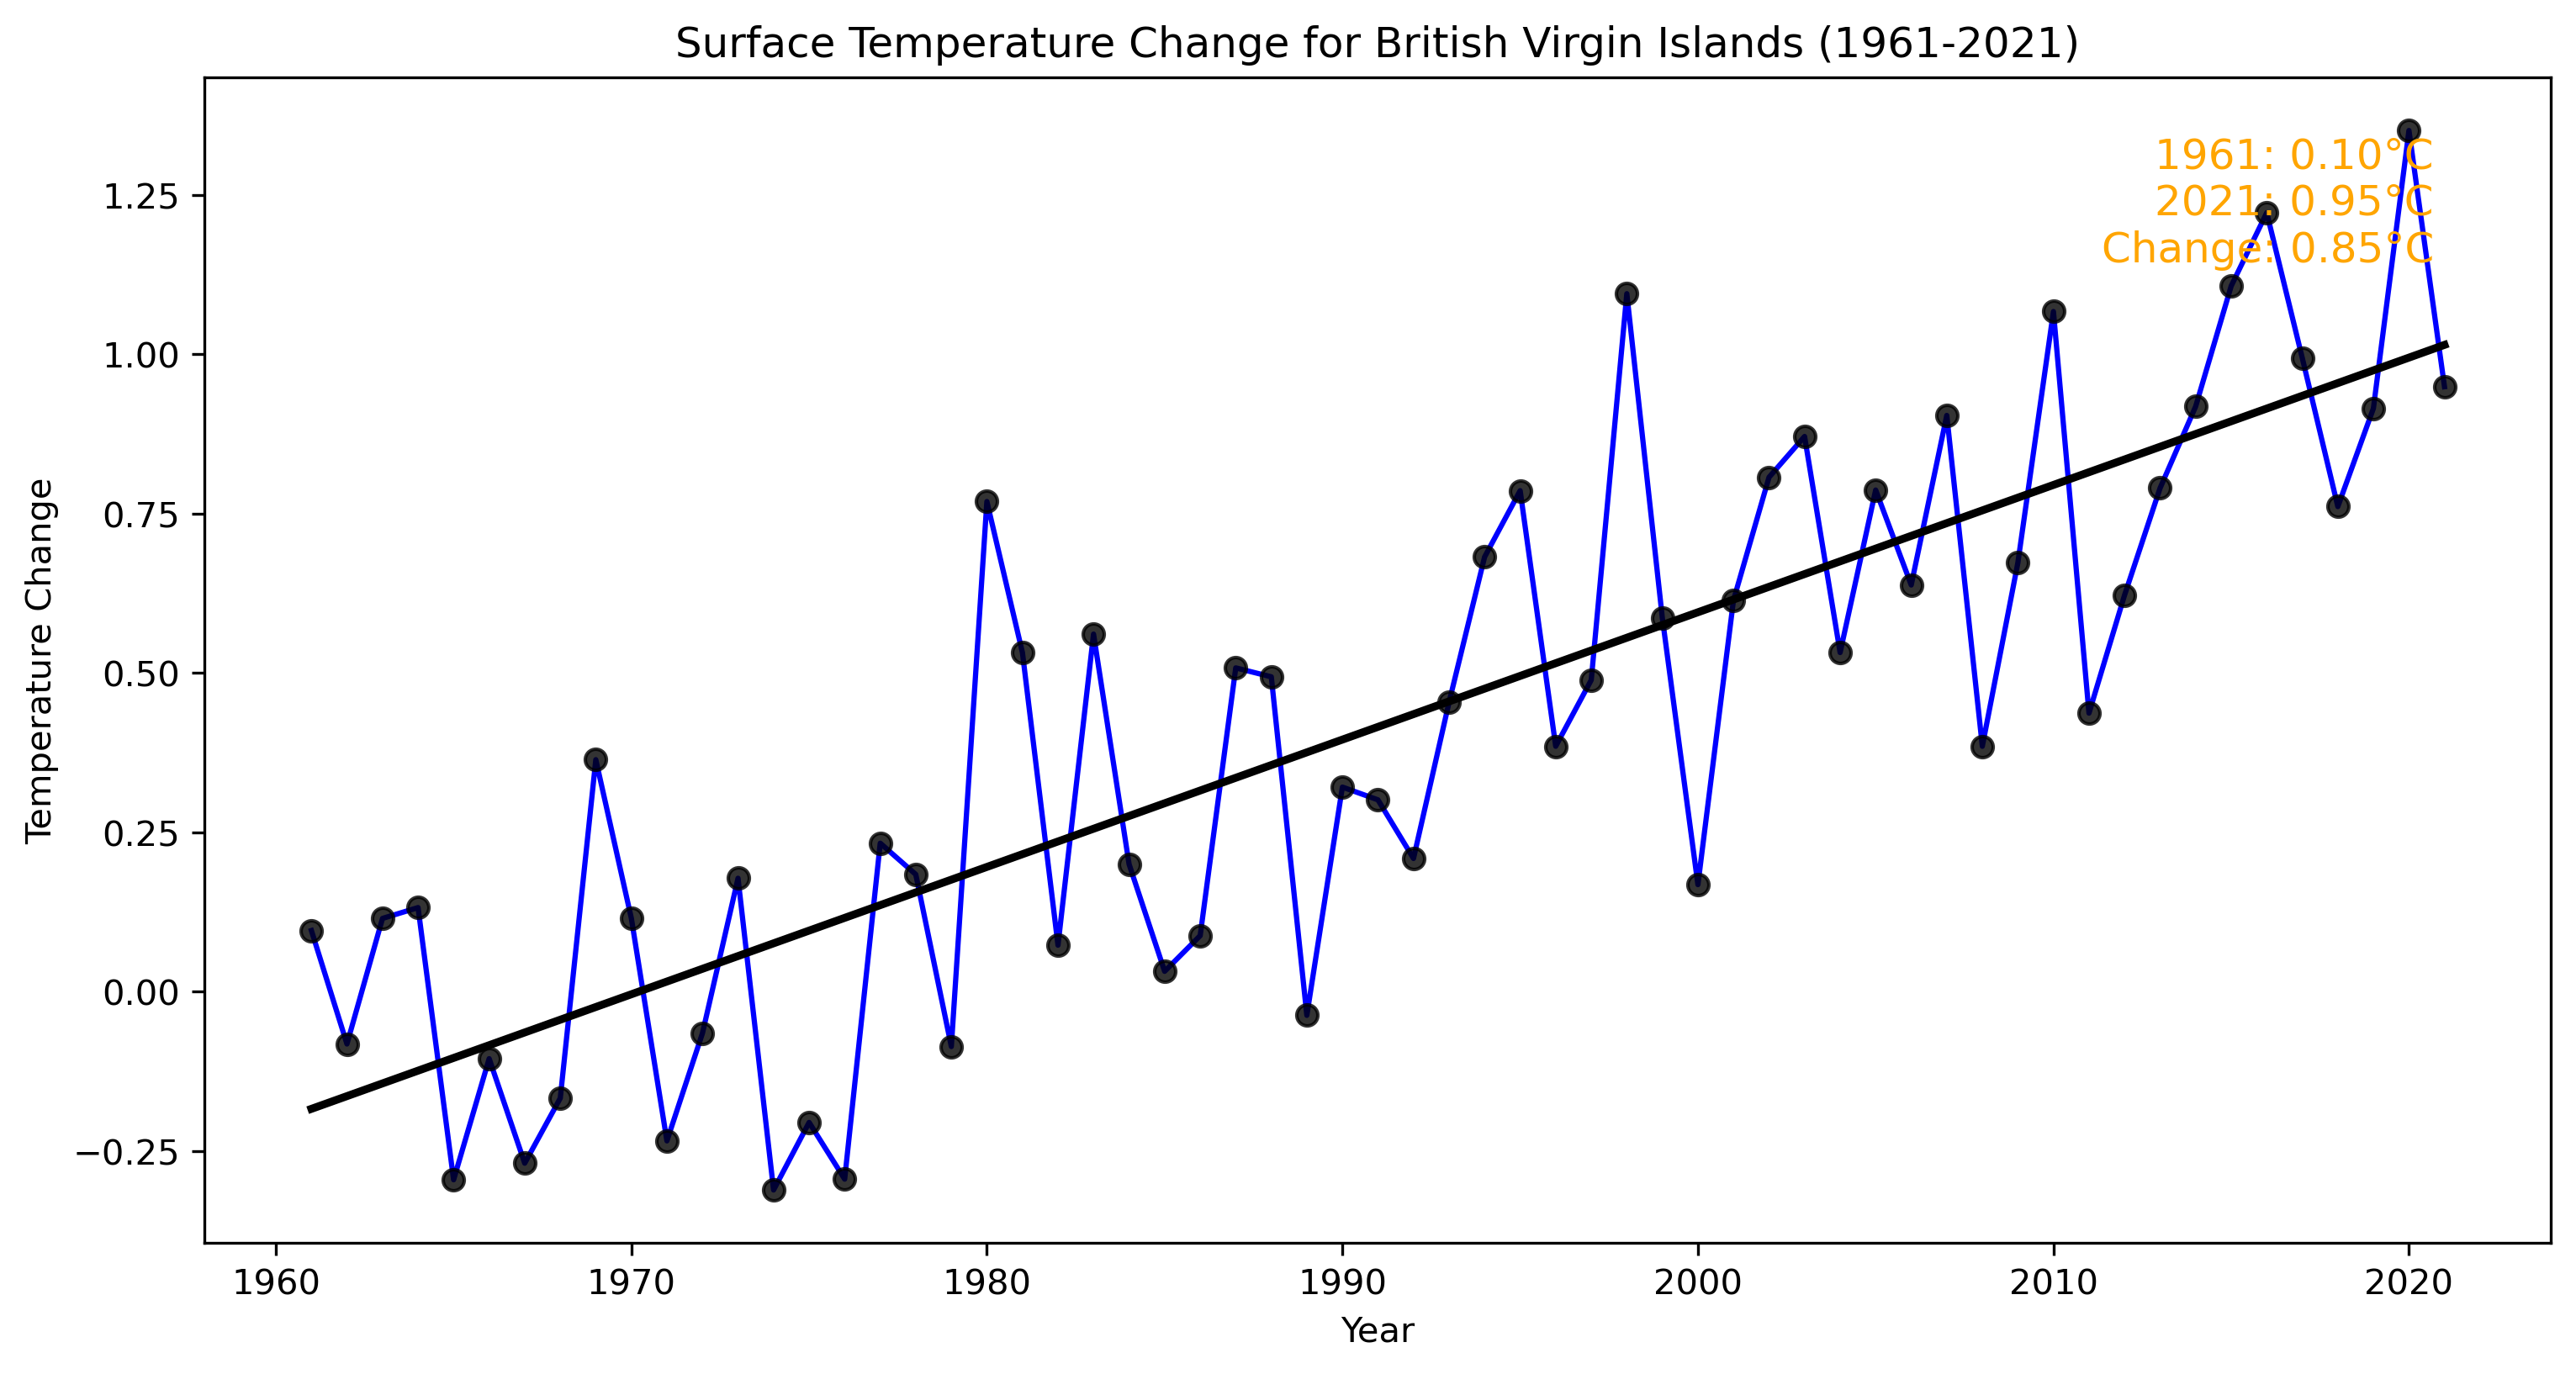 Surface Temperature Change for British Virgin Islands (1961-2021)
1961: 0.10°C
2021: 0.95°C
Change: 0.85°C
Temperature Change
1.25
1.00
0.75
0.50
0.25
0.00
−0.25
1960 1970 1980 1990 2000 2010 2020
Year